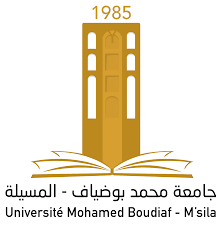 1985
جامعة محمد بوضياف - المسيلة
Université Mohamed Boudiaf - M'sila